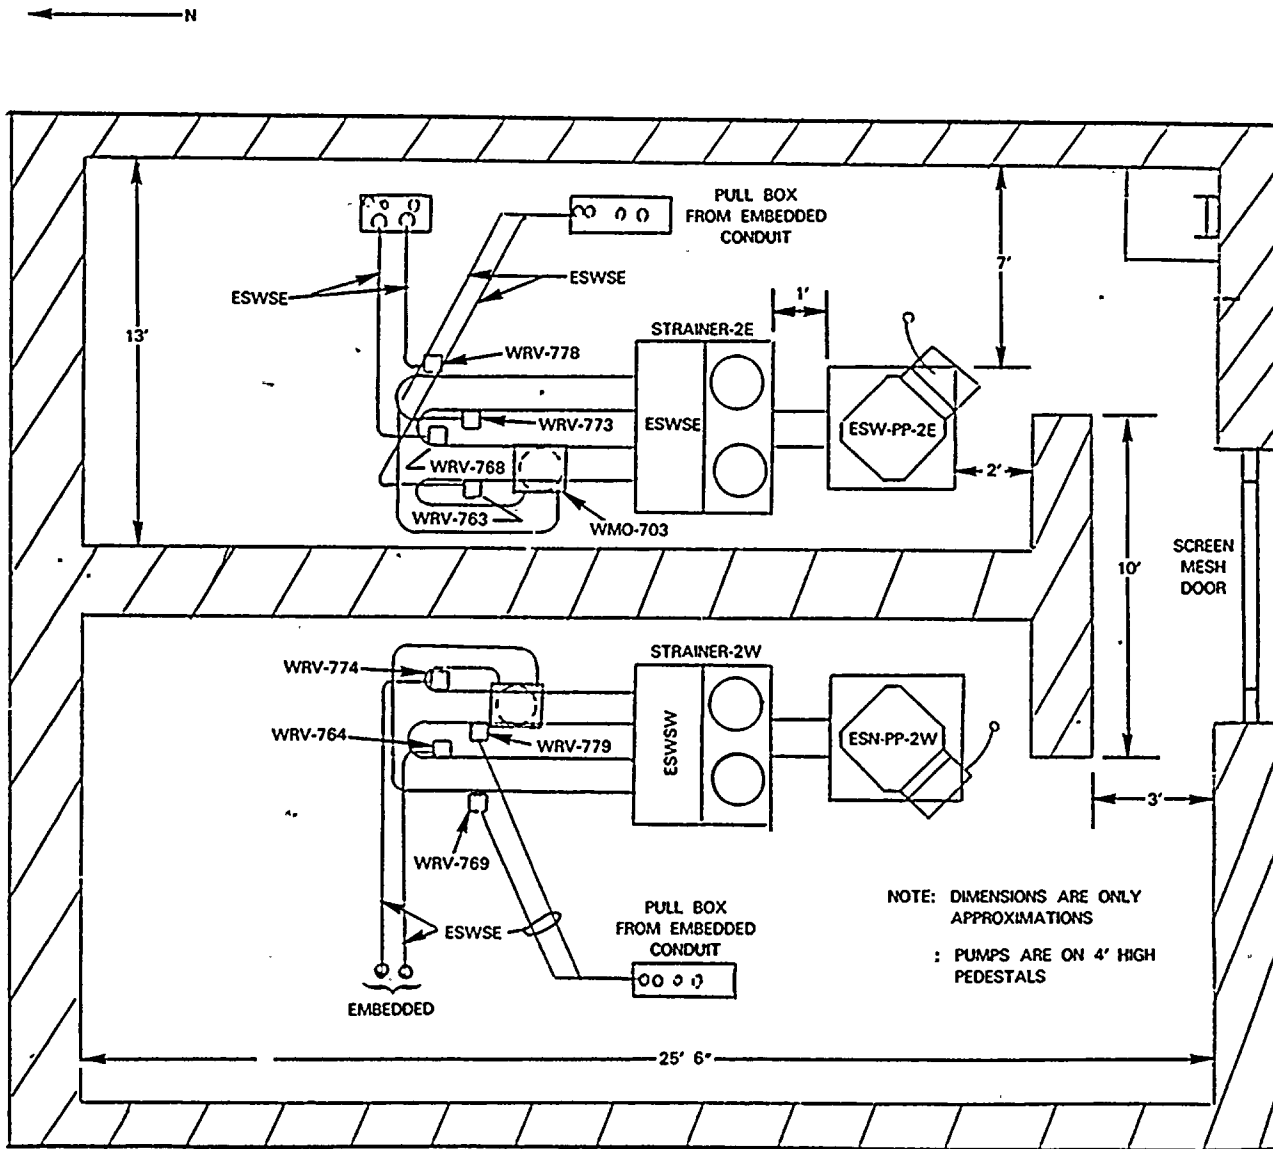 N
PULL BOX
FROM EMBEDDED
CONDUIT
ESWSE
ESWSE
13'
7'
1'
STRAINER-2E
WRV-778
WRV-773
ESWSE
ESW-PP-2E
WRV-768
2'
WRV-763
WMO-703
SCREEN
MESH
DOOR
10'
STRAINER-2W
WRV-774
WRV-764
WRV-779
ESWSW
ESN-PP-2W
3'
WRV-769
ESWSE
PULL BOX
FROM EMBEDDED
CONDUIT
NOTE: DIMENSIONS ARE ONLY
APPROXIMATIONS
: PUMPS ARE ON 4' HIGH
PEDESTALS
EMBEDDED
25' 6"